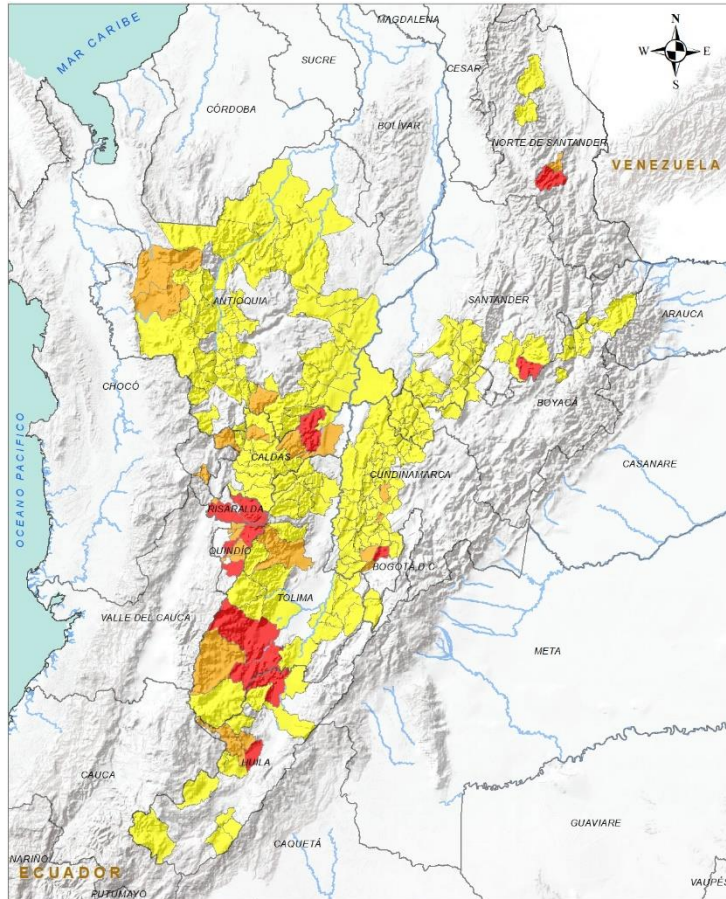 MAGDALENA
MAR CARIBE
SUCRE
CESAR
N
W E
S
CÓRDOBA
BOLÍVAR
NORTE DE SANTANDER
VENEZUELA
ANTIOQUIA
SANTANDER
ARAUCA
CHOCÓ
BOYACÁ
CALDAS
CUNDINAMARCA
CASANARE
OCEANO PACIFICO
RISARALDA
QUINDÍO
BOGOTÁ, D.C.
TOLIMA
VALLE DEL CAUCA
META
HUILA
CAUCA
GUAVIARE
CAQUETÁ
NARIÑO
ECUADOR
PUTUMAYO
VAUPÉS